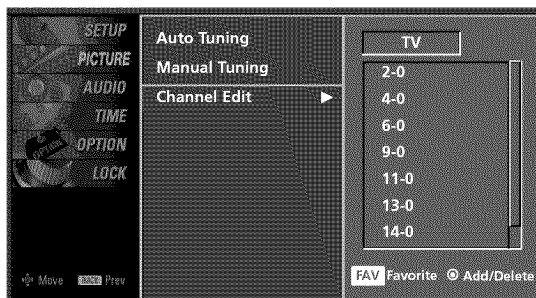 SETUP
PICTURE
AUDIO
TIME
OPTION
LOCK
Move TRACK Prev
Auto Tuning
Manual Tuning
Channel Edit
TV
2-0
4-0
6-0
9-0
11-0
13-0
14-0
FAV Favorite Add/Delete